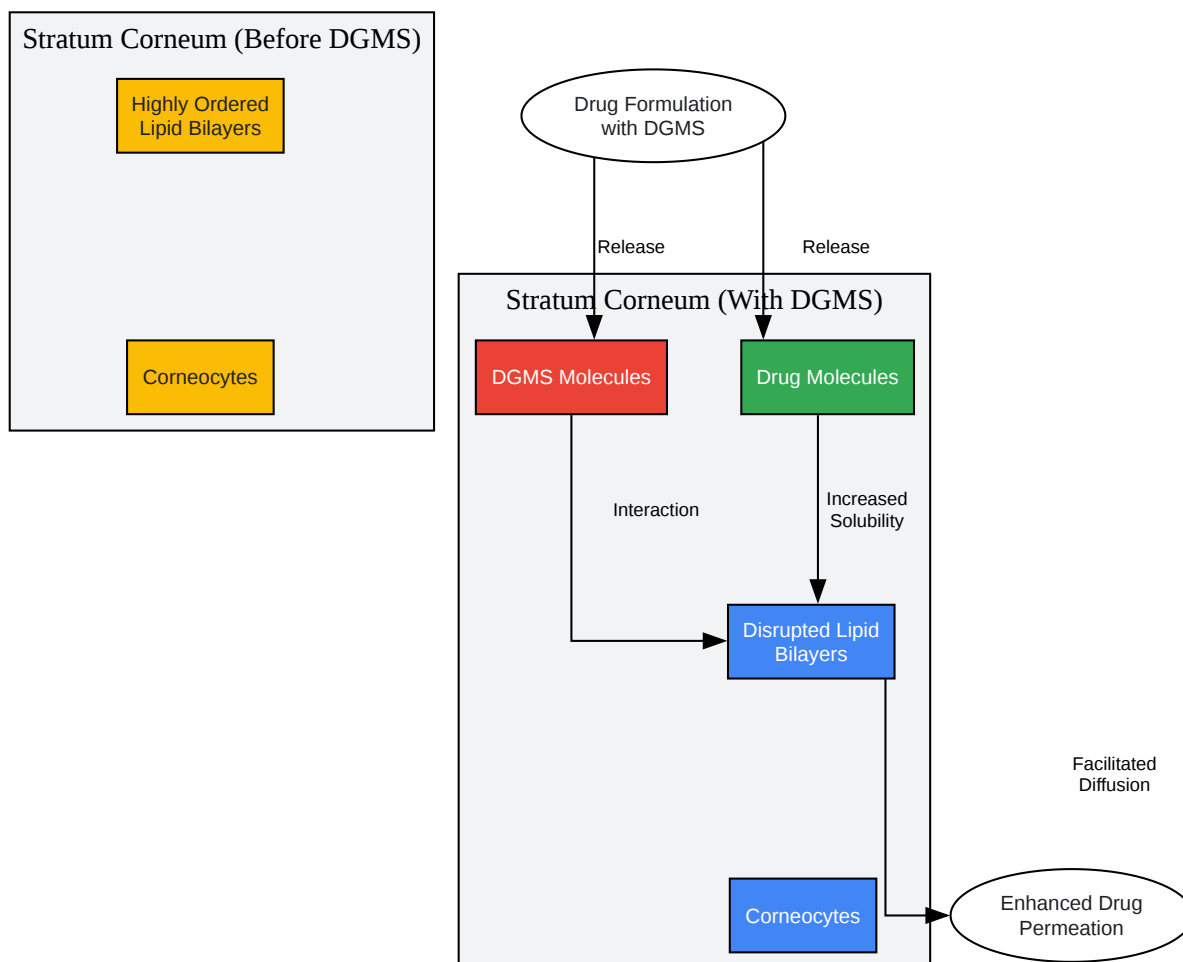 Stratum Corneum (Before DGMS)
Highly Ordered
Lipid Bilayers
Corneocytes
Drug Formulation
with DGMS
Release
Release
Stratum Corneum (With DGMS)
DGMS Molecules
Drug Molecules
Interaction
Increased
Solubility
Disrupted Lipid
Bilayers
Facilitated
Diffusion
Corneocytes
Enhanced Drug
Permeation